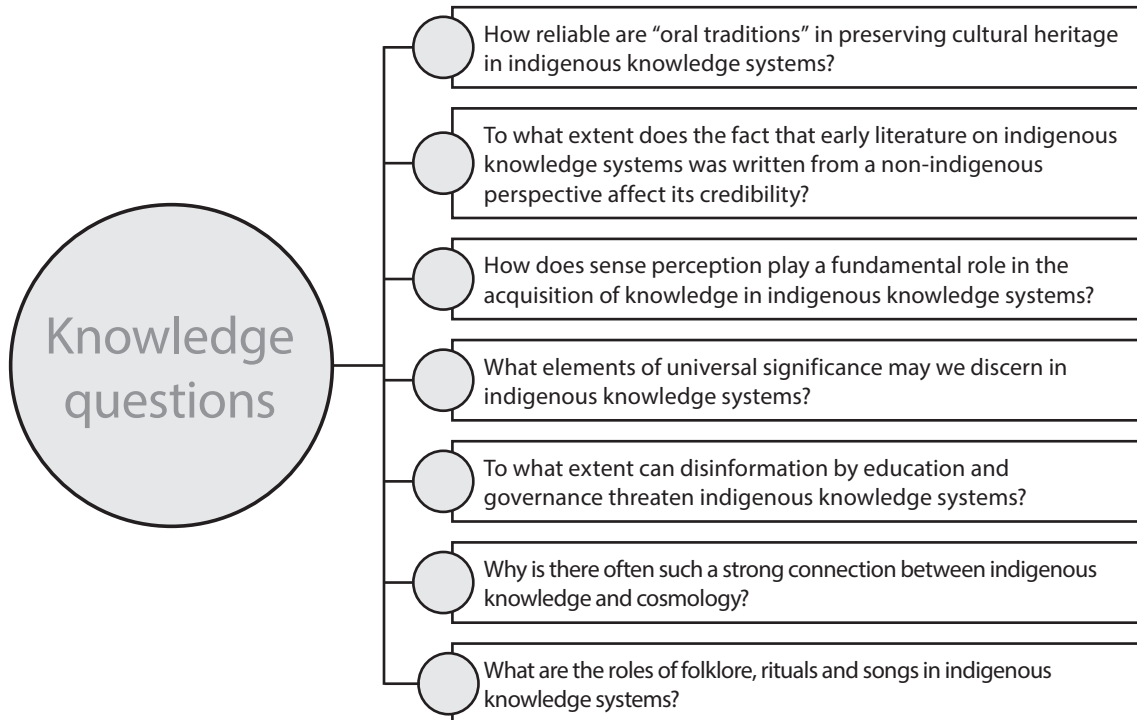 Knowledge
questions
How reliable are “oral traditions” in preserving cultural heritage
in indigenous knowledge systems?
To what extent does the fact that early literature on indigenous
knowledge systems was written from a non-indigenous
perspective affect its credibility?
How does sense perception play a fundamental role in the
acquisition of knowledge in indigenous knowledge systems?
What elements of universal significance may we discern in
indigenous knowledge systems?
To what extent can disinformation by education and
governance threaten indigenous knowledge systems?
Why is there often such a strong connection between indigenous
knowledge and cosmology?
What are the roles of folklore, rituals and songs in indigenous
knowledge systems?